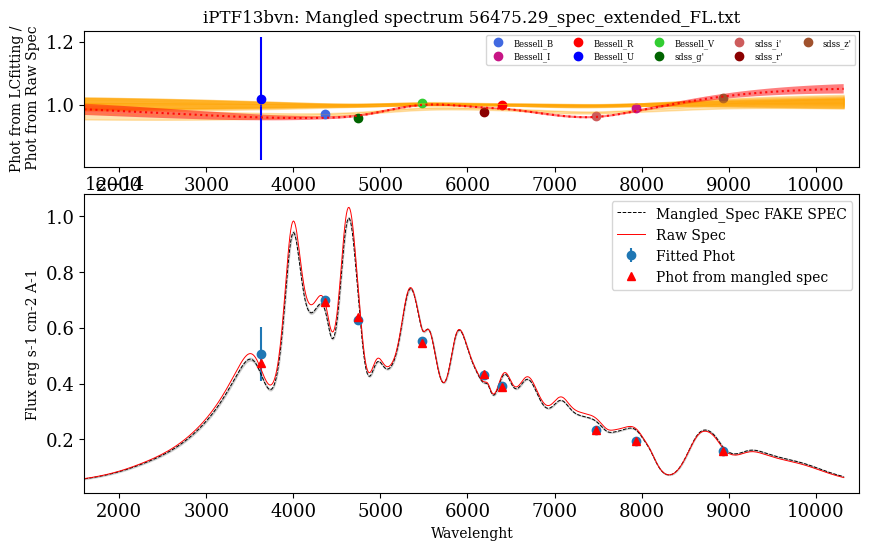 iPTF13bvn: Mangled spectrum 56475.29_spec_extended_FL.txt
Phot from LCfitting /
Phot from Raw Spec
1.2
1.0
Bessell_B Bessell_R Bessell_V sdss_i' sdss_z'
Bessell_I Bessell_U sdss_g' sdss_r'
2000 3000 4000 5000 6000 7000 8000 9000 10000
1e−14
Flux erg s-1 cm-2 A-1
1.0
0.8
0.6
0.4
0.2
Mangled_Spec FAKE SPEC
Raw Spec
Fitted Phot
Phot from mangled spec
2000 3000 4000 5000 6000 7000 8000 9000 10000
Wavelenght